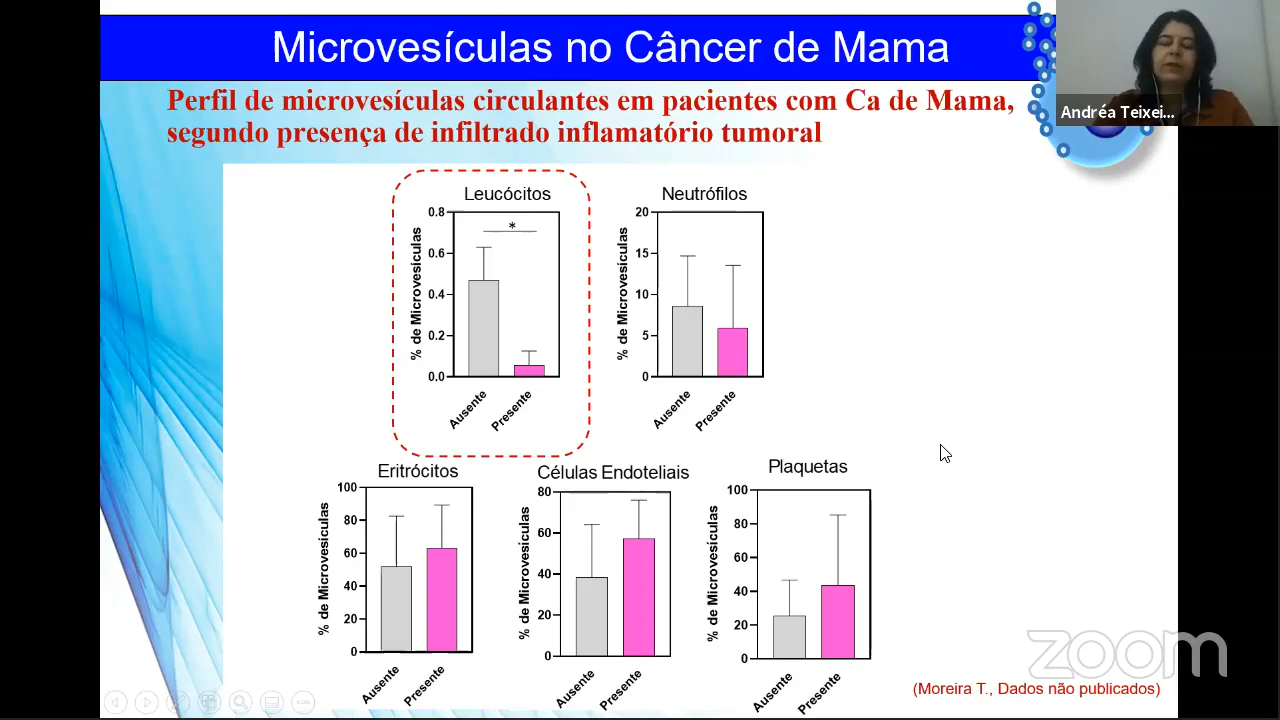 Microvesículas no Câncer de Mama
Perfil de microvesículas circulantes em pacientes com Ca de Mama,
segundo presença de infiltrado inflamatório tumoral
Andréa Teixei...
Leucócitos
% de Microvesículas
0.8
0.6
0.4
0.2
0.0
*
Ausente
Presente
Neutrófilos
% de Microvesículas
20
15
10
5
0
Ausente
Presente
Eritrócitos
% de Microvesículas
100
80
60
40
20
0
Ausente
Presente
Células Endoteliais
% de Microvesículas
80
60
40
20
0
Ausente
Presente
Plaquetas
% de Microvesículas
100
80
60
40
20
0
Ausente
Presente
zoom
(Moreira T., Dados não publicados)